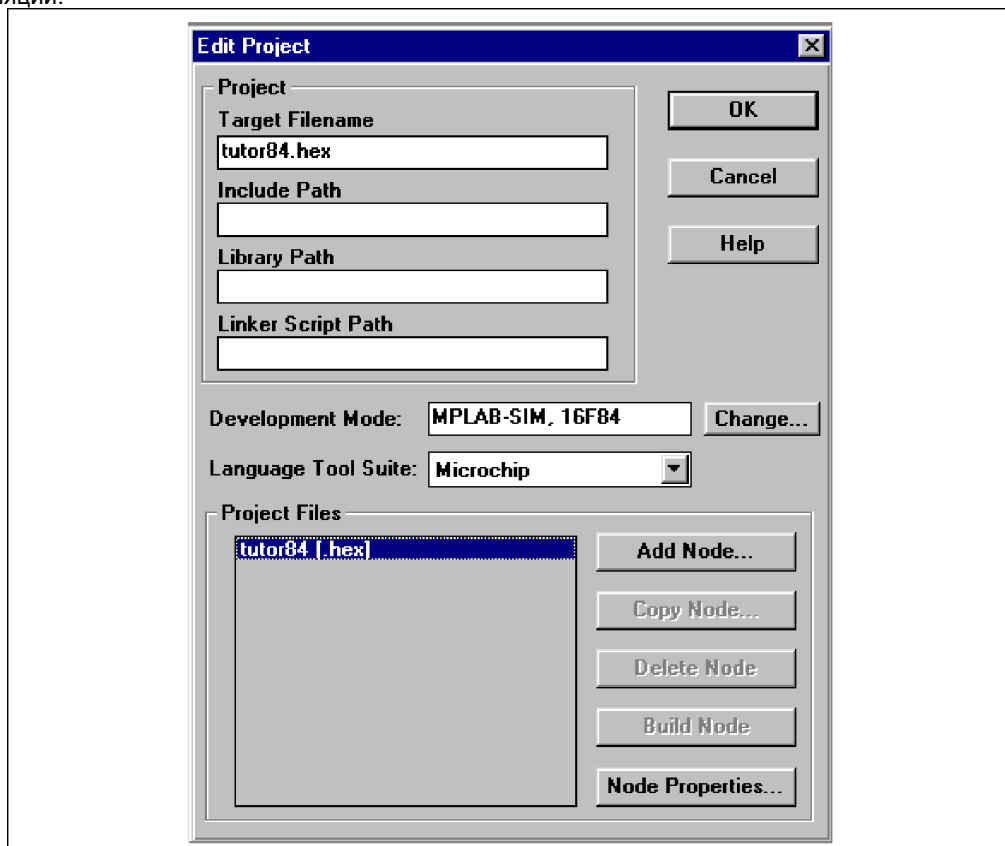 Edit Project
Project
Target Filename
OK
tutor84.hex
Include Path
Cancel
Library Path
Help
Linker Script Path
Development Mode: MPLAB-SIM, 16F84 Change...
Language Tool Suite: Microchip
Project Files
tutor84 [.hex]
Add Node...
Copy Node...
Delete Node
Build Node
Node Properties...